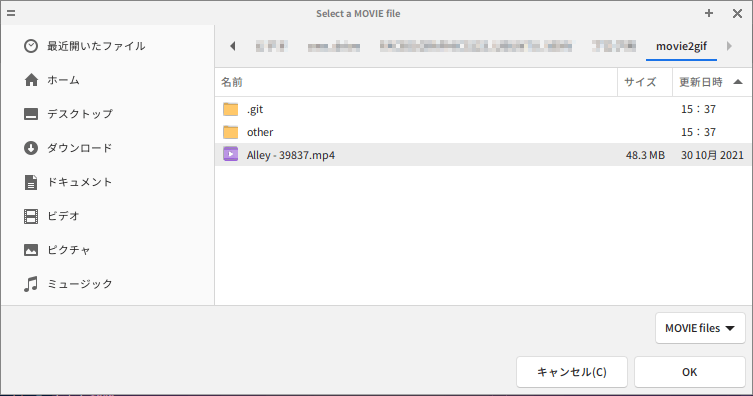 Select a MOVIE file
最近開いたファイル
ホーム
デスクトップ
ダウンロード
ドキュメント
ビデオ
ピクチャ
ミュージック
movie2gif
名前 サイズ 更新日時
.git 15：37
other 15：37
Alley - 39837.mp4 48.3 MB 30 10月 2021
MOVIE files
キャンセル(C) OK